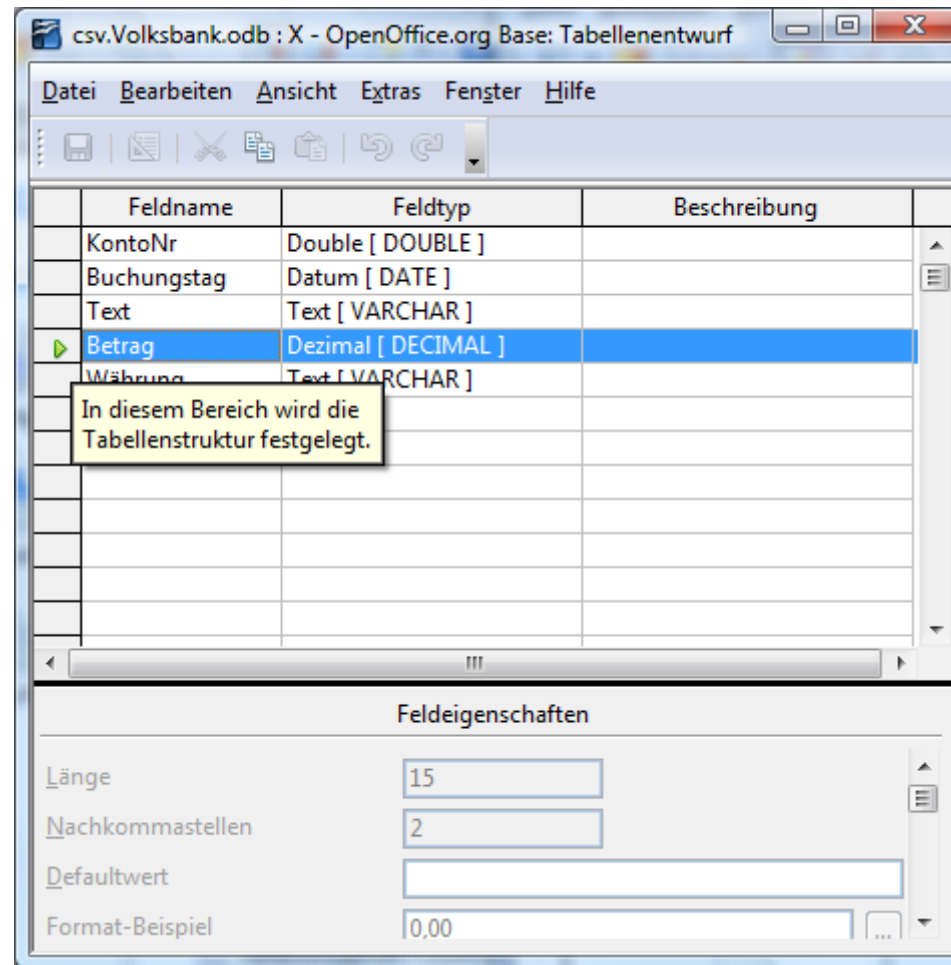 csv.Volksbank.odb : X - OpenOffice.org Base: Tabellenentwurf
Datei Bearbeiten Ansicht Extras Fenster Hilfe
Feldname Feldtyp Beschreibung
KontoNr Double [ DOUBLE ]
Buchungstag Datum [ DATE ]
Text Text [ VARCHAR ]
Betrag Dezimal [ DECIMAL ]
Währung Text [ VARCHAR ]
In diesem Bereich wird die
Tabellenstruktur festgelegt.
Feldeigenschaften
Länge 15
Nachkommastellen 2
Defaultwert
Format-Beispiel 0,00 ...